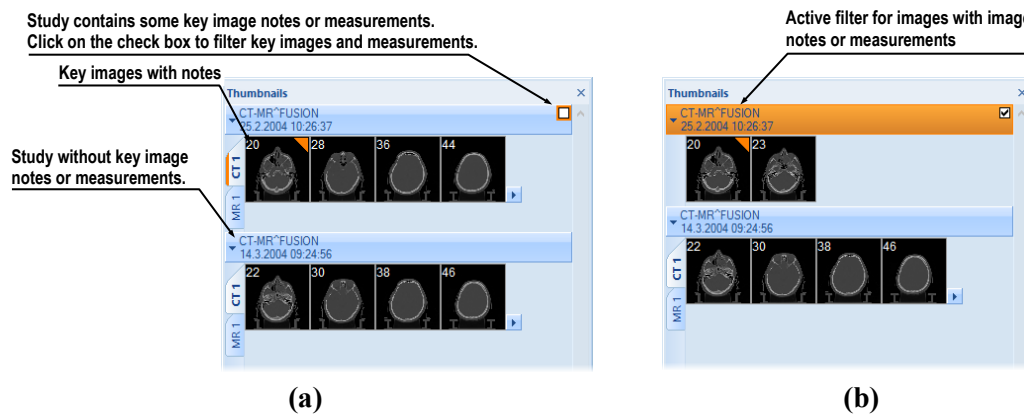 Study contains some key image notes or measurements.
Click on the check box to filter key images and measurements.
Key images with notes
Study without key image
notes or measurements.
Thumbnails
CT-MR^FUSION
25.2.2004 10:26:37
CT 1
MR 1
20 28 36 44
CT-MR^FUSION
14.3.2004 09:24:56
CT 1
MR 1
22 30 38 46
(a)
Active filter for images with image
notes or measurements
Thumbnails
CT-MR^FUSION
25.2.2004 10:26:37
20 23
CT-MR^FUSION
14.3.2004 09:24:56
CT 1
MR 1
22 30 38 46
(b)